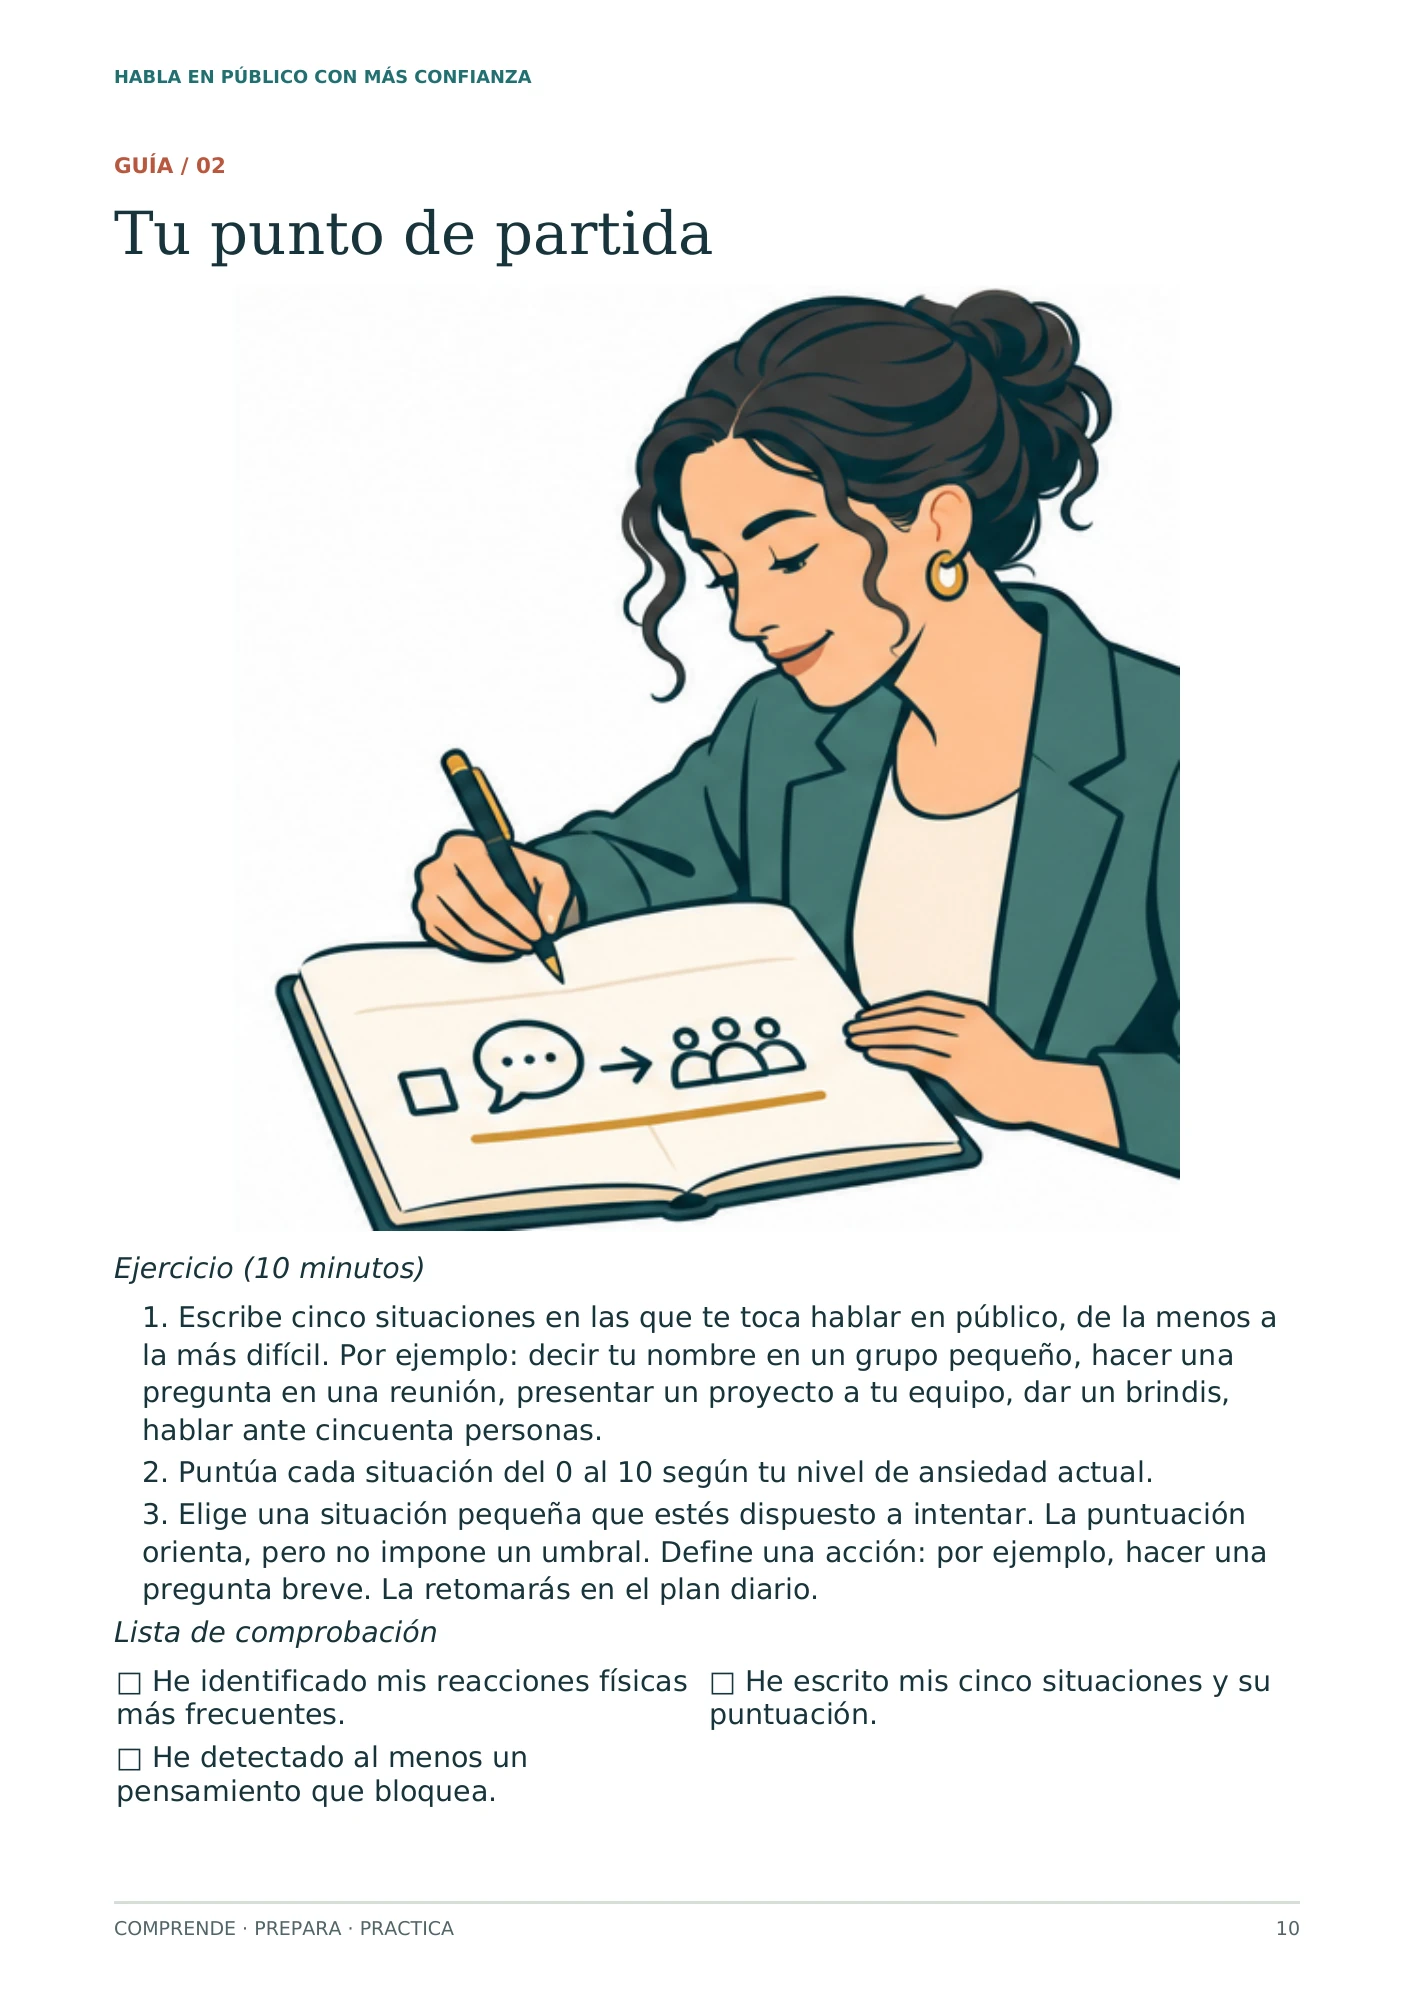 HABLA EN PÚBLICO CON MÁS CONFIANZA
GUÍA / 02
Tu punto de partida
Ejercicio (10 minutos)
1. Escribe cinco situaciones en las que te toca hablar en público, de la menos a
la más difícil. Por ejemplo: decir tu nombre en un grupo pequeño, hacer una
pregunta en una reunión, presentar un proyecto a tu equipo, dar un brindis,
hablar ante cincuenta personas.
2. Puntúa cada situación del 0 al 10 según tu nivel de ansiedad actual.
3. Elige una situación pequeña que estés dispuesto a intentar. La puntuación
orienta, pero no impone un umbral. Define una acción: por ejemplo, hacer una
pregunta breve. La retomarás en el plan diario.
Lista de comprobación
□ He identificado mis reacciones físicas
más frecuentes.
□ He escrito mis cinco situaciones y su
puntuación.
□ He detectado al menos un
pensamiento que bloquea.
COMPRENDE · PREPARA · PRACTICA
10